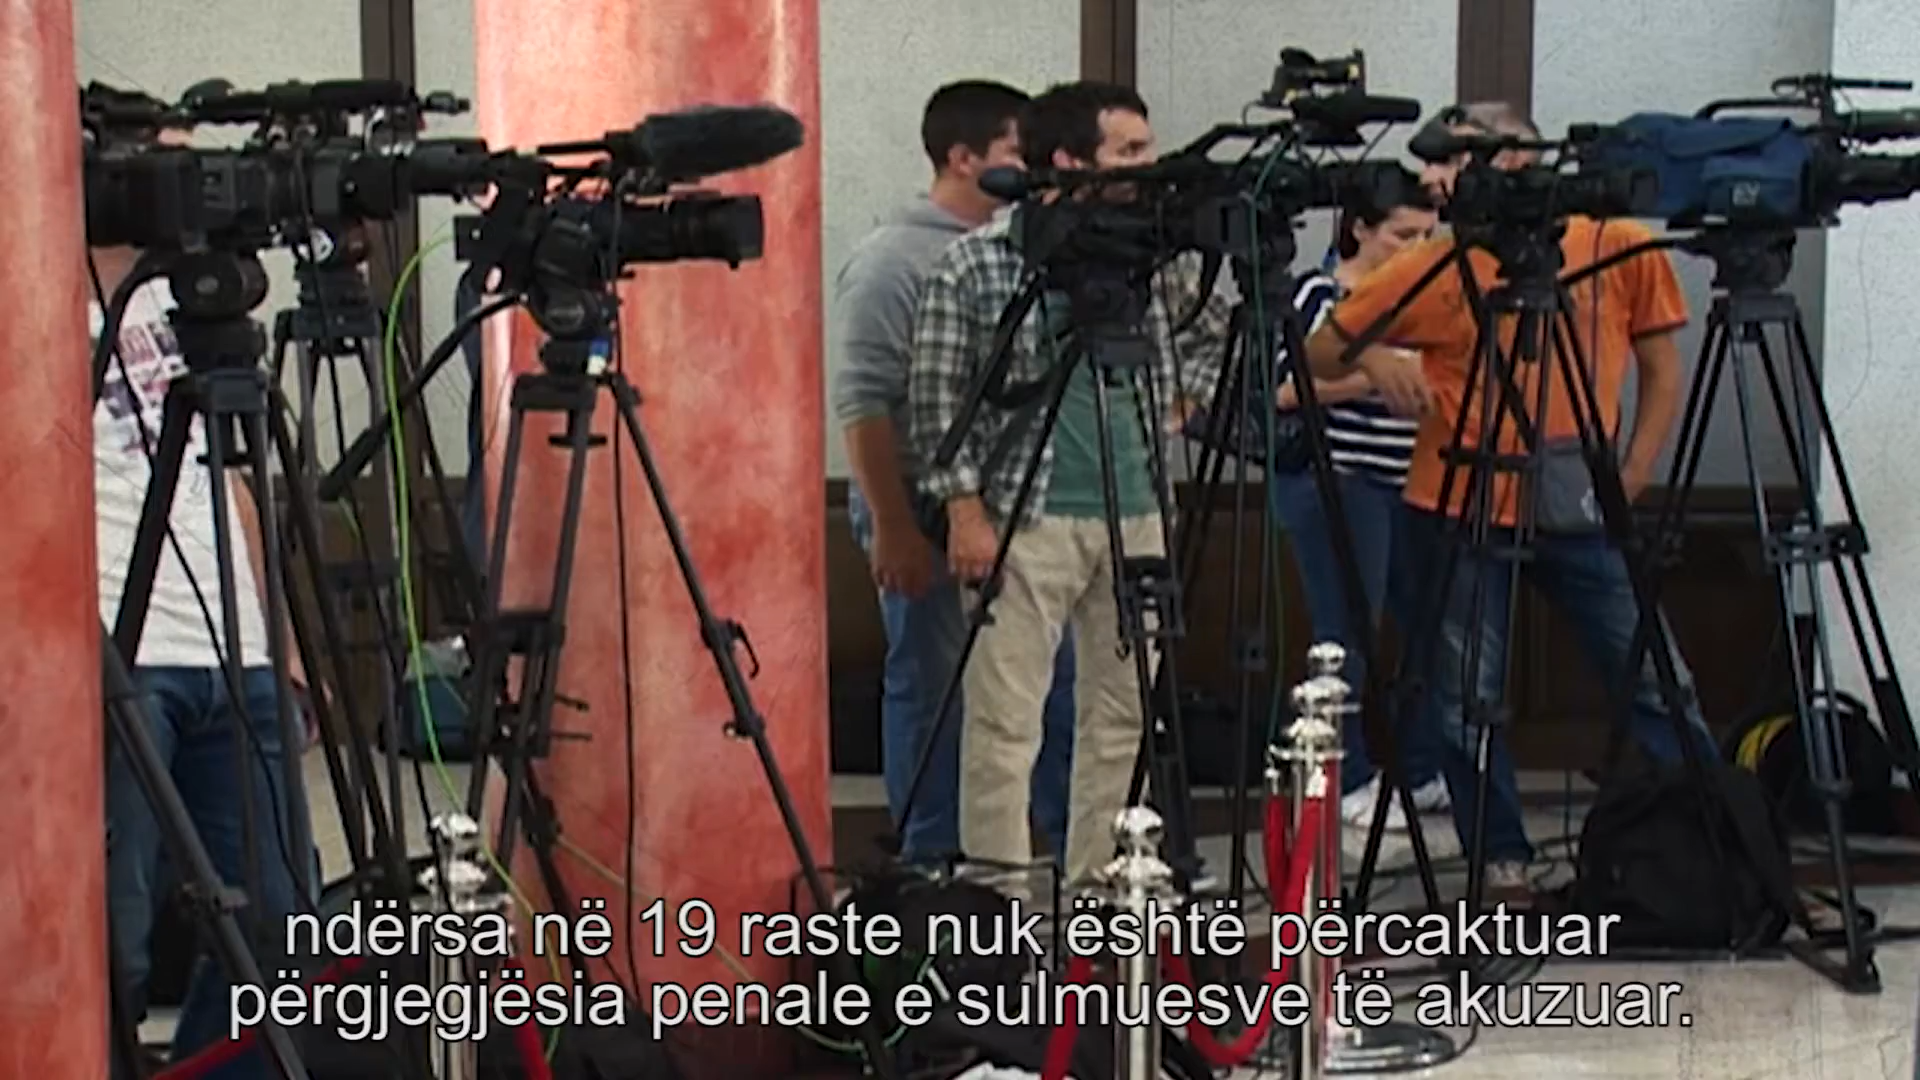 ndërsa në 19 raste nuk është përcaktuar
përgjegjësia penale e sulmuesve të akuzuar.